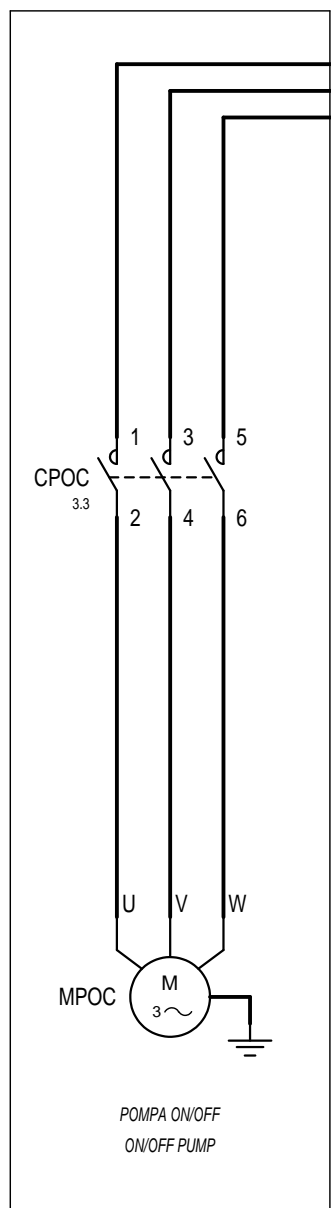 1 3 5
CPOC
3.3
2 4 6
U V W
MPOC
M
3~
POMPA ON/OFF
ON/OFF PUMP